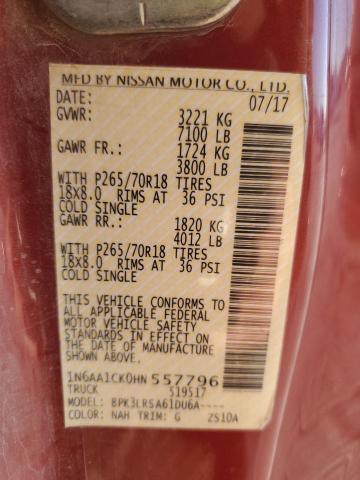 MFD BY NISSAN MOTOR CO., LTD.
DATE: 07/17
GVWR: 3221 KG
7100 LB
GAWR FR.: 1724 KG
3800 LB
WITH P265/70R18 TIRES
18X8.0 RIMS AT 36 PSI
COLD SINGLE
GAWR RR.: 1820 KG
4012 LB
WITH P265/70R18 TIRES
18X8.0 RIMS AT 36 PSI
COLD SINGLE
THIS VEHICLE CONFORMS TO
ALL APPLICABLE FEDERAL
MOTOR VEHICLE SAFETY
STANDARDS IN EFFECT ON
THE DATE OF MANUFACTURE
SHOWN ABOVE.
1N6AA1CK0HN 557796
TRUCK 519517
MODEL: BPK3LRSA61DU6A----
COLOR: NAH TRIM: G ZS10A